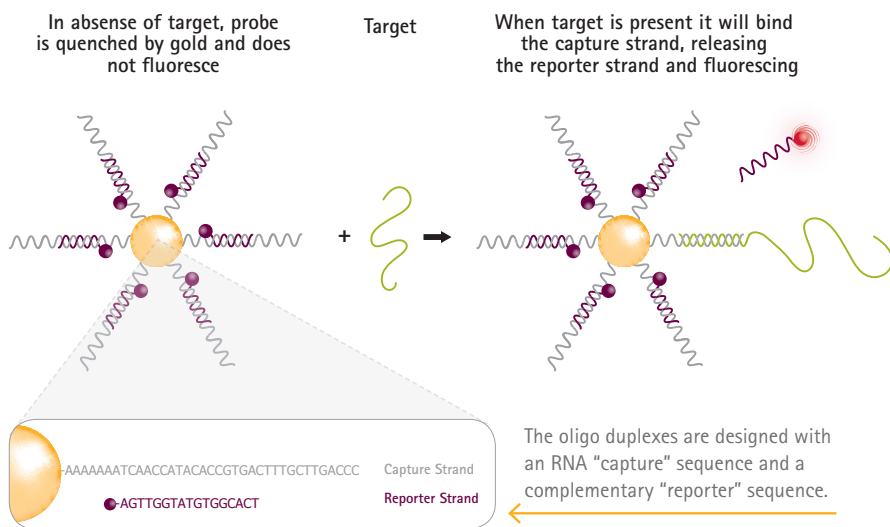 In absense of target, probe
is quenched by gold and does
not fluoresce
Target
When target is present it will bind
the capture strand, releasing
the reporter strand and fluorescing
+
-AAAAAAATCAACCATACACCGTGACTTTGCTTGACCC
Capture Strand
-AGTTGGTATGTGGCACT
Reporter Strand
The oligo duplexes are designed with
an RNA “capture” sequence and a
complementary “reporter” sequence.